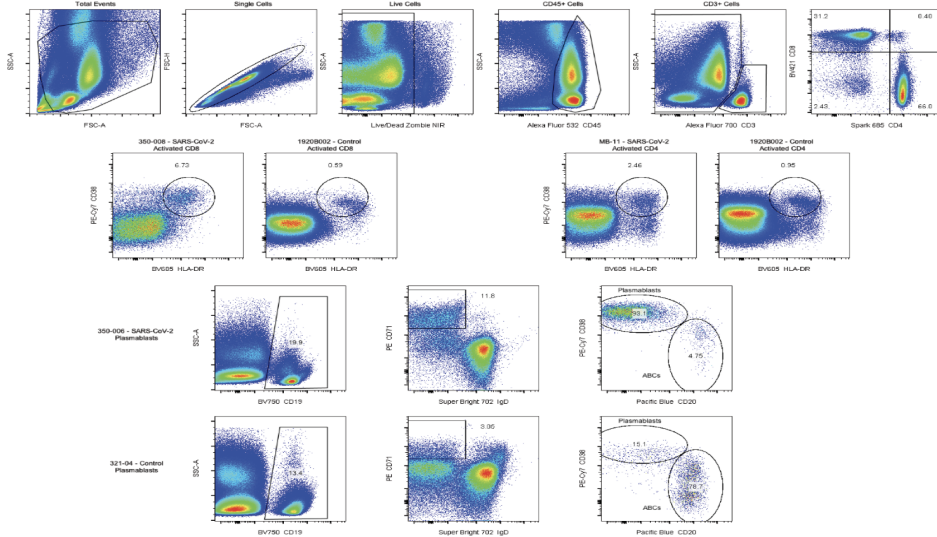 Total Events
Single Cells
Live Cells
CD45+ Cells
CD3+ Cells
SSC-A
FSC-A
FSC-H
FSC-A
SSC-A
Live/Dead Zombie NIR
SSC-A
Alexa Fluor 532 CD45
SSC-A
Alexa Fluor 700 CD3
31.2
8.40
2.43
66.0
BV421 CD8
Spark 685 CD4
350-008 - SARS-CoV-2
Activated CD8
6.73
PE-Cy7 CD38
BV605 HLA-DR
1920B002 - Control
Activated CD8
0.59
BV605 HLA-DR
MB-11 - SARS-CoV-2
Activated CD4
2.46
PE-Cy7 CD38
BV605 HLA-DR
1920B002 - Control
Activated CD4
0.95
BV605 HLA-DR
350-006 - SARS-CoV-2
Plasmablasts
SSC-A
19.9
BV750 CD19
PE CD71
11.8
Super Bright 702 IgD
PE-Cy7 CD38
Plasmablasts
4.75
ABCs
Pacific Blue CD20
321-04 - Control
Plasmablasts
SSC-A
13.4
BV750 CD19
PE CD71
3.05
Super Bright 702 IgD
PE-Cy7 CD38
Plasmablasts
15.1
ABCs
Pacific Blue CD20